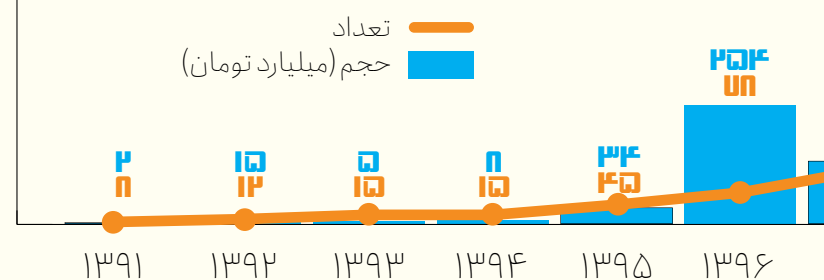 تعداد
حجم (میلیارد تومان)
۲ ۱۵ ۵ ۸ ۳۴ ۲۵۴
۸ ۱۲ ۱۵ ۱۵ ۴۵ ۷۸
۱۳۹۱ ۱۳۹۲ ۱۳۹۳ ۱۳۹۴ ۱۳۹۵ ۱۳۹۶